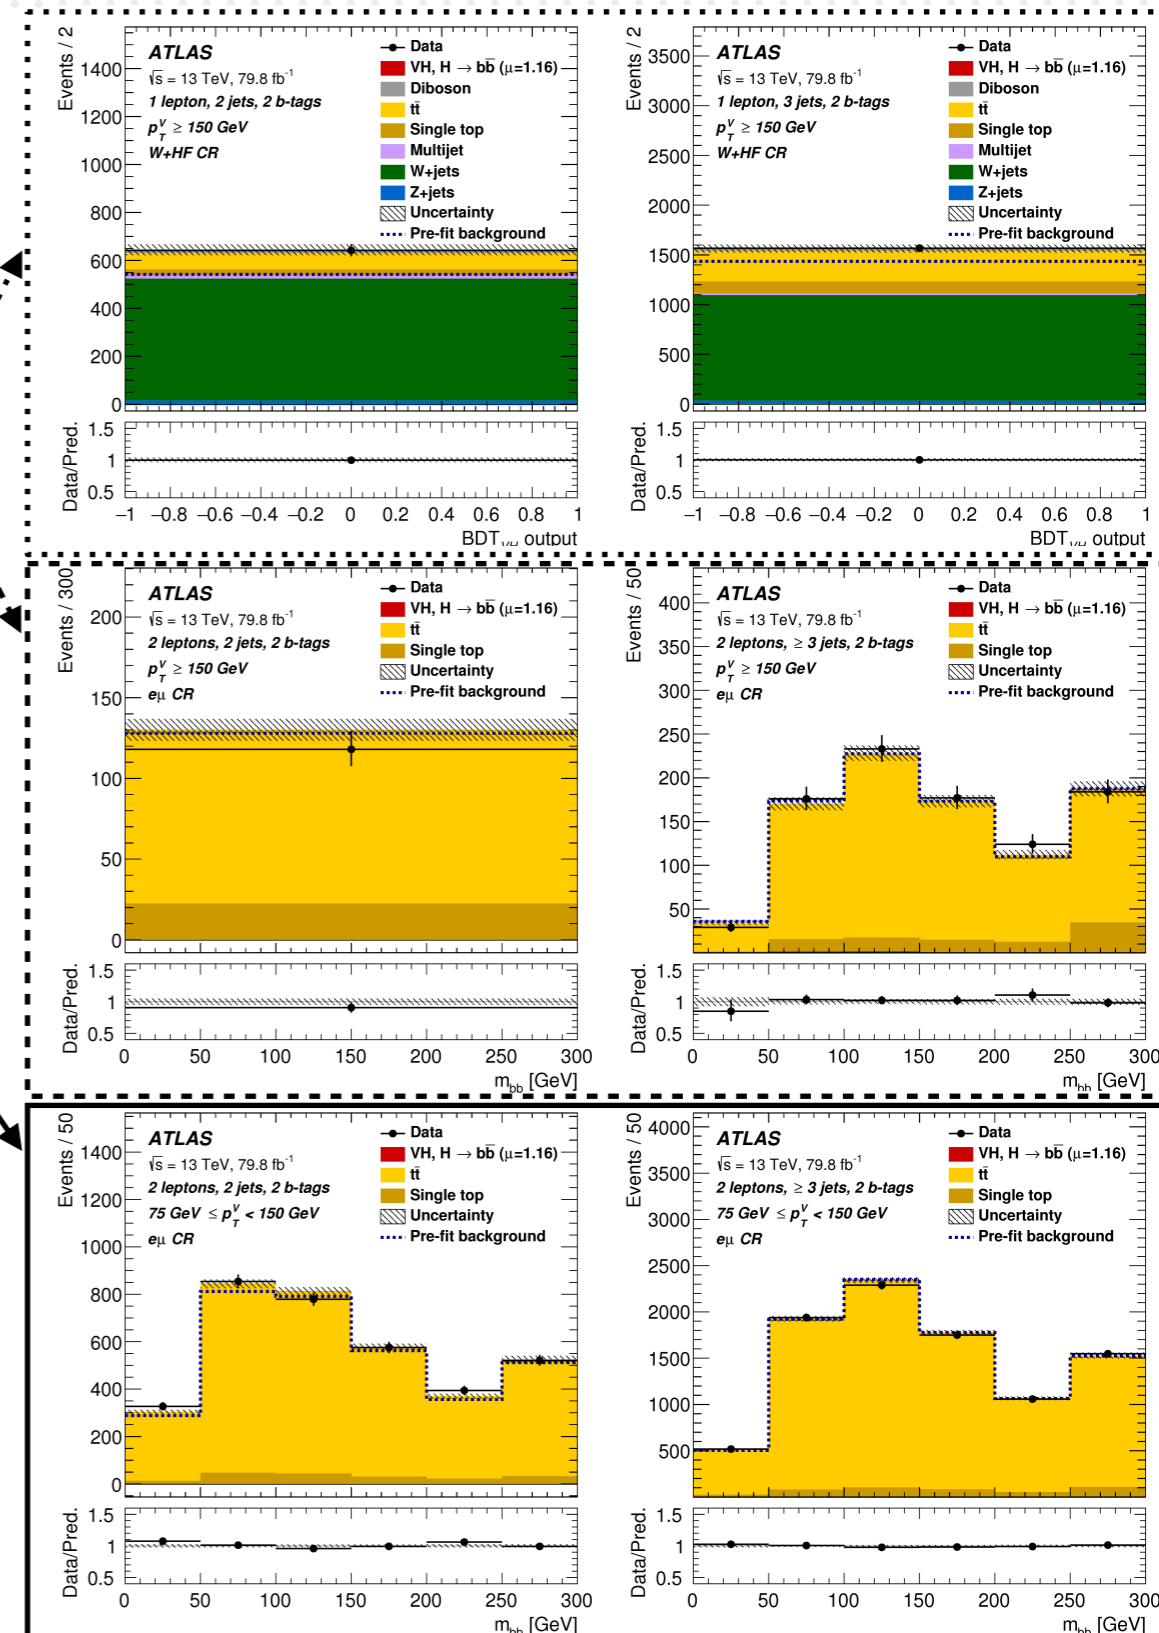 Events / 2
ATLAS
√s = 13 TeV, 79.8 fb⁻¹
1 lepton, 2 jets, 2 b-tags
p_T^V ≥ 150 GeV
W+HF CR
Data
VH, H → bb̄ (μ=1.16)
Diboson
tt̄
Single top
Multijet
W+jets
Z+jets
Uncertainty
Pre-fit background
1400
1200
1000
800
600
400
200
0
Data/Pred.
1.5
1
0.5
−1 −0.8 −0.6 −0.4 −0.2 0 0.2 0.4 0.6 0.8 1
BDT_VH output
Events / 2
ATLAS
√s = 13 TeV, 79.8 fb⁻¹
1 lepton, 3 jets, 2 b-tags
p_T^V ≥ 150 GeV
W+HF CR
Data
VH, H → bb̄ (μ=1.16)
Diboson
tt̄
Single top
Multijet
W+jets
Z+jets
Uncertainty
Pre-fit background
3500
3000
2500
2000
1500
1000
500
0
Data/Pred.
1.5
1
0.5
−1 −0.8 −0.6 −0.4 −0.2 0 0.2 0.4 0.6 0.8 1
BDT_VH output
Events / 300
ATLAS
√s = 13 TeV, 79.8 fb⁻¹
2 leptons, 2 jets, 2 b-tags
p_T^V ≥ 150 GeV
eμ CR
Data
VH, H → bb̄ (μ=1.16)
tt̄
Single top
Uncertainty
Pre-fit background
200
150
100
50
0
Data/Pred.
1.5
1
0.5
0 50 100 150 200 250 300
m_bb [GeV]
Events / 50
ATLAS
√s = 13 TeV, 79.8 fb⁻¹
2 leptons, ≥ 3 jets, 2 b-tags
p_T^V ≥ 150 GeV
eμ CR
Data
VH, H → bb̄ (μ=1.16)
tt̄
Single top
Uncertainty
Pre-fit background
400
350
300
250
200
150
100
50
Data/Pred.
1.5
1
0.5
0 50 100 150 200 250 300
m_bb [GeV]
Events / 50
ATLAS
√s = 13 TeV, 79.8 fb⁻¹
2 leptons, 2 jets, 2 b-tags
75 GeV ≤ p_T^V < 150 GeV
eμ CR
Data
VH, H → bb̄ (μ=1.16)
tt̄
Single top
Uncertainty
Pre-fit background
1400
1200
1000
800
600
400
200
0
Data/Pred.
1.5
1
0.5
0 50 100 150 200 250 300
m_bb [GeV]
Events / 50
ATLAS
√s = 13 TeV, 79.8 fb⁻¹
2 leptons, ≥ 3 jets, 2 b-tags
75 GeV ≤ p_T^V < 150 GeV
eμ CR
Data
VH, H → bb̄ (μ=1.16)
tt̄
Single top
Uncertainty
Pre-fit background
4000
3500
3000
2500
2000
1500
1000
500
Data/Pred.
1.5
1
0.5
0 50 100 150 200 250 300
m_bb [GeV]